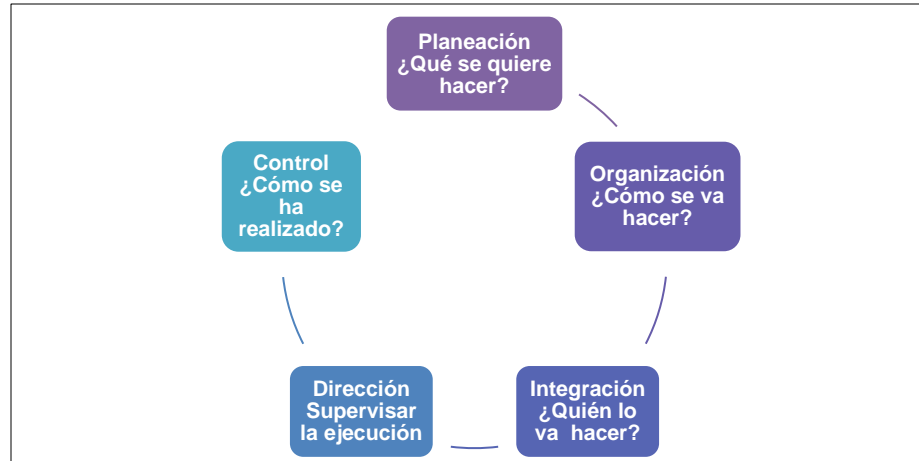 Planeación
¿Qué se quiere
hacer?
Organización
¿Cómo se va
hacer?
Integración
¿Quién lo
va hacer?
Dirección
Supervisar
la ejecución
Control
¿Cómo se
ha
realizado?